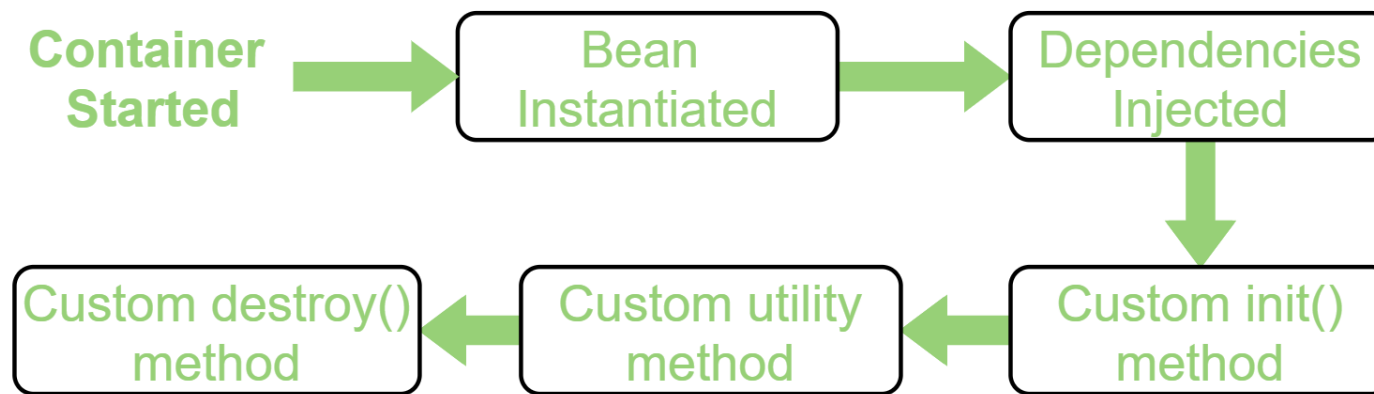 Container
Started
Bean
Instantiated
Dependencies
Injected
Custom init()
method
Custom utility
method
Custom destroy()
method